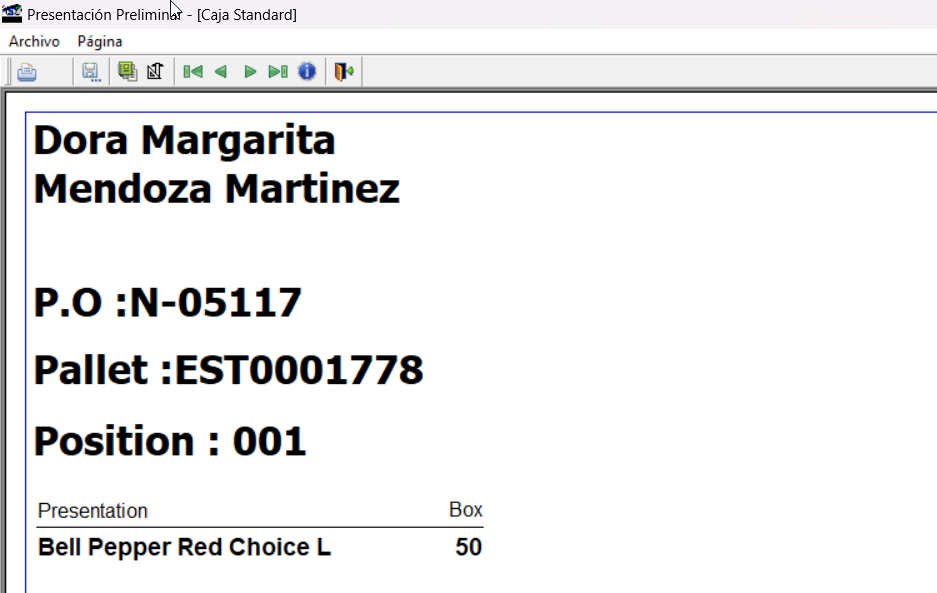 Presentación Preliminar - [Caja Standard]
Archivo Página
Dora Margarita
Mendoza Martinez
P.O :N-05117
Pallet :EST0001778
Position : 001
Presentation Box
Bell Pepper Red Choice L 50